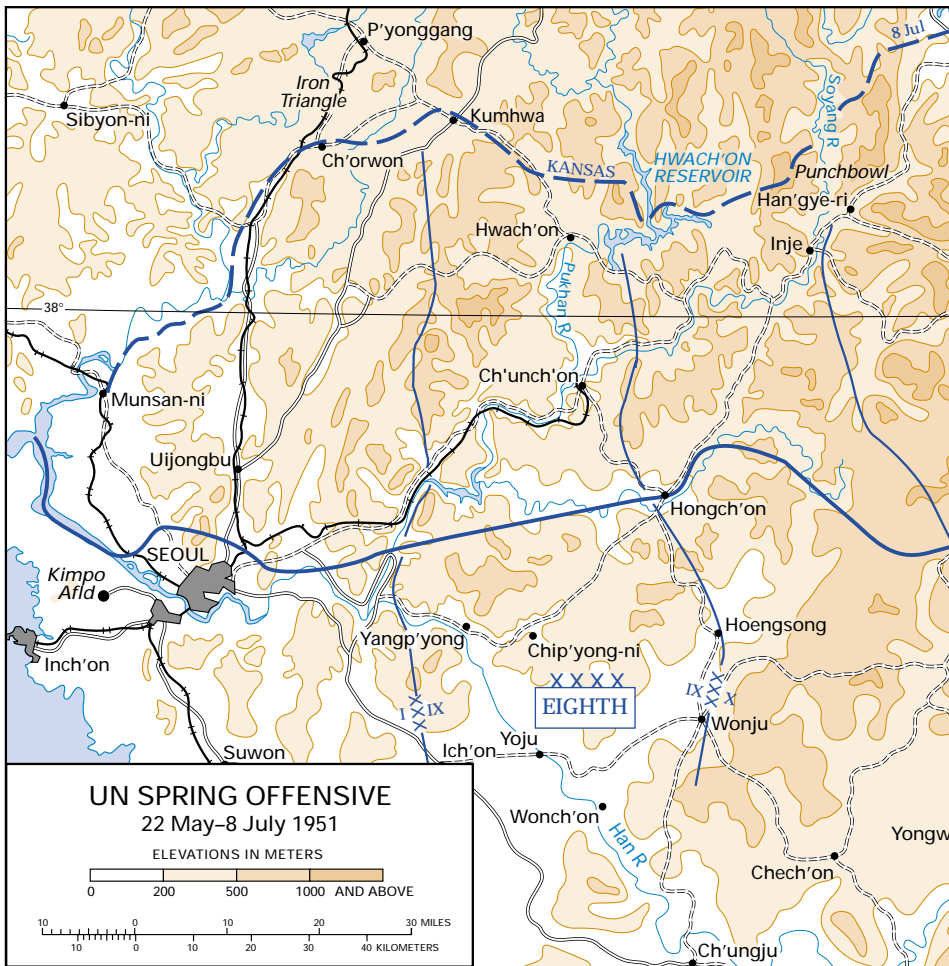 P'yonggang
8 Jul
Iron
Triangle
Sibyon-ni
Kumhwa
Soyang R
Ch'orwon
KANSAS
HWACH'ON
RESERVOIR
Punchbowl
Han'gye-ri
Hwach'on
Inje
Pukhan R
38°
Ch'unch'on
Munsan-ni
Uijongbu
Hongch'on
SEOUL
Kimpo
Afld
Hoengsong
Yangp'yong
Chip'yong-ni
Inch'on
X X X X
EIGHTH
I XXX IX
IX XXX X
Wonju
Yoju
Ich'on
Suwon
Wonch'on
Han R
Yongw
Chech'on
Ch'ungju
UN SPRING OFFENSIVE
22 May–8 July 1951
ELEVATIONS IN METERS
0 200 500 1000 AND ABOVE
10 0 10 20 30 MILES
10 0 10 20 30 40 KILOMETERS